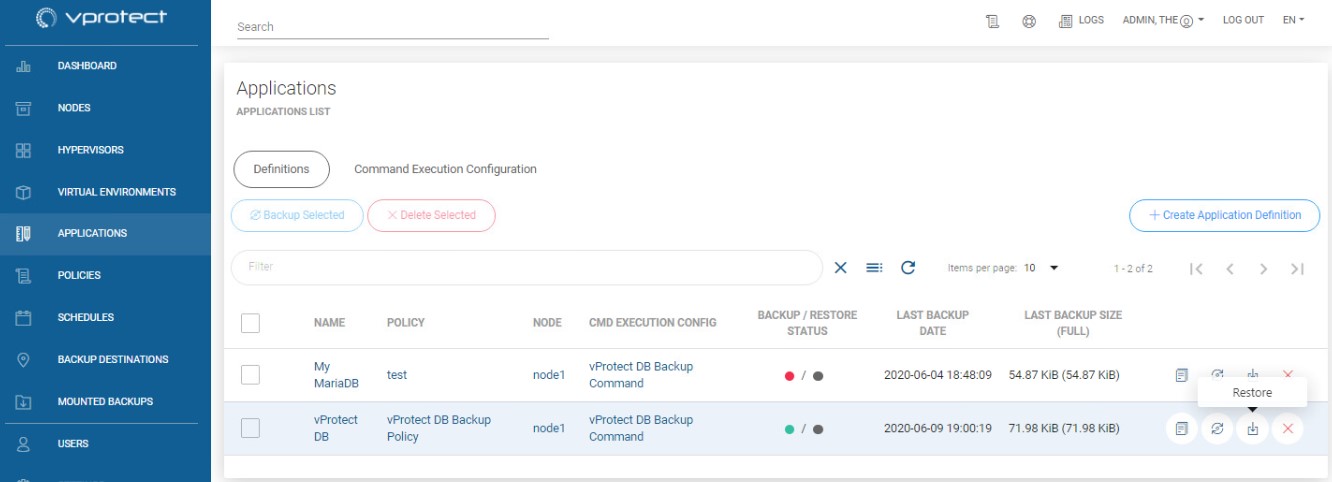 vprotect
DASHBOARD
NODES
HYPERVISORS
VIRTUAL ENVIRONMENTS
APPLICATIONS
POLICIES
SCHEDULES
BACKUP DESTINATIONS
MOUNTED BACKUPS
USERS
Search
LOGS
ADMIN, THE
LOG OUT
EN
Applications
APPLICATIONS LIST
Definitions
Command Execution Configuration
Backup Selected
Delete Selected
+ Create Application Definition
Filter
Items per page: 10
1 - 2 of 2
NAME POLICY NODE CMD EXECUTION CONFIG BACKUP / RESTORE STATUS LAST BACKUP DATE LAST BACKUP SIZE (FULL)
My MariaDB test node1 vProtect DB Backup Command / 2020-06-04 18:48:09 54.87 KiB (54.87 KiB)
Restore
vProtect DB vProtect DB Backup Policy node1 vProtect DB Backup Command / 2020-06-09 19:00:19 71.98 KiB (71.98 KiB)